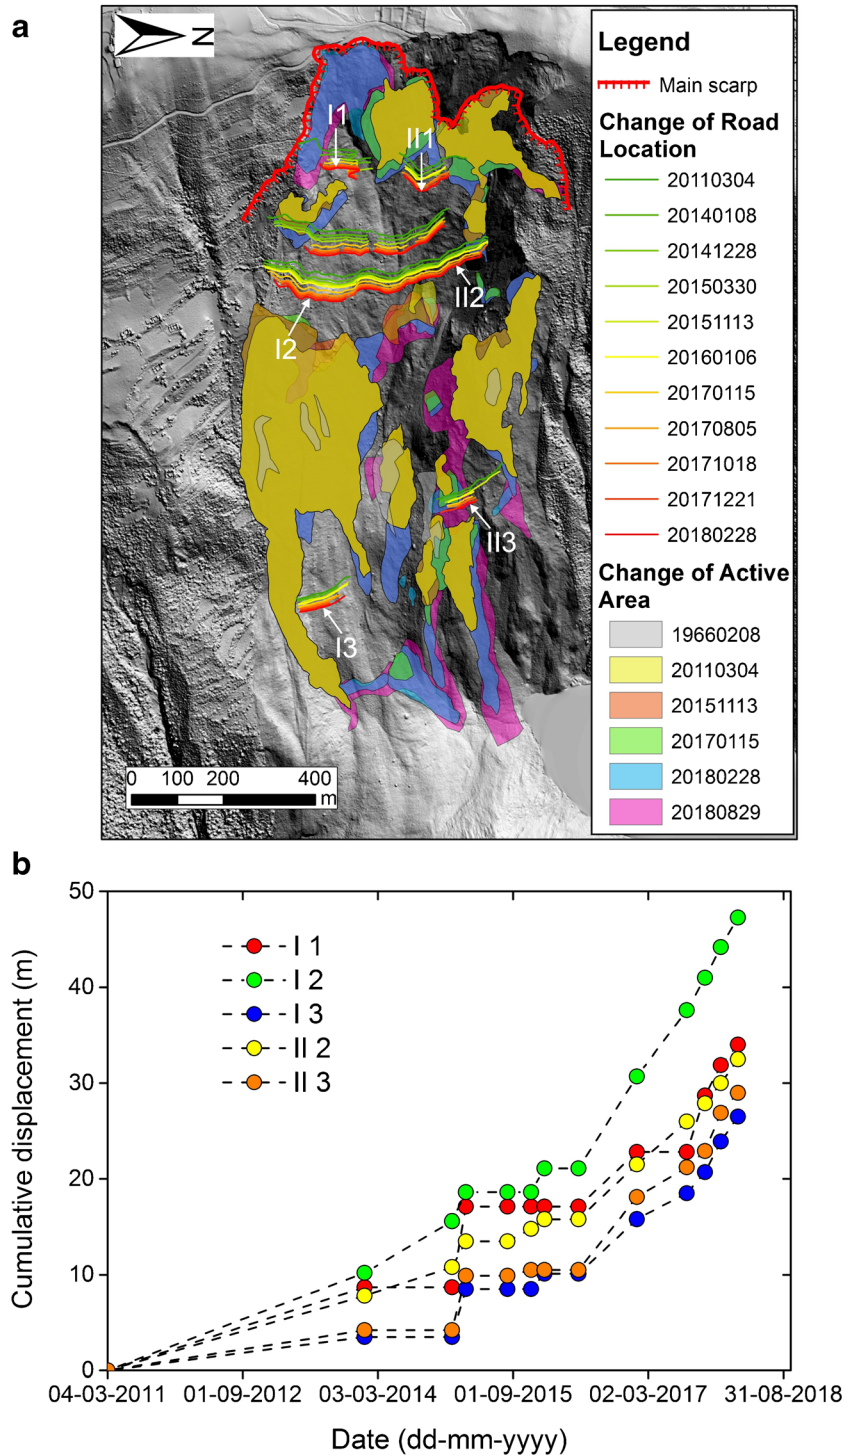 a
N
I1
II1
I2
II2
II3
I3
0 100 200 400
m
Legend
Main scarp
Change of Road
Location
20110304
20140108
20141228
20150330
20151113
20160106
20170115
20170805
20171018
20171221
20180228
Change of Active
Area
19660208
20110304
20151113
20170115
20180228
20180829
b
Cumulative displacement (m)
50
40
30
20
10
0
I 1
I 2
I 3
II 2
II 3
04-03-2011 01-09-2012 03-03-2014 01-09-2015 02-03-2017 31-08-2018
Date (dd-mm-yyyy)